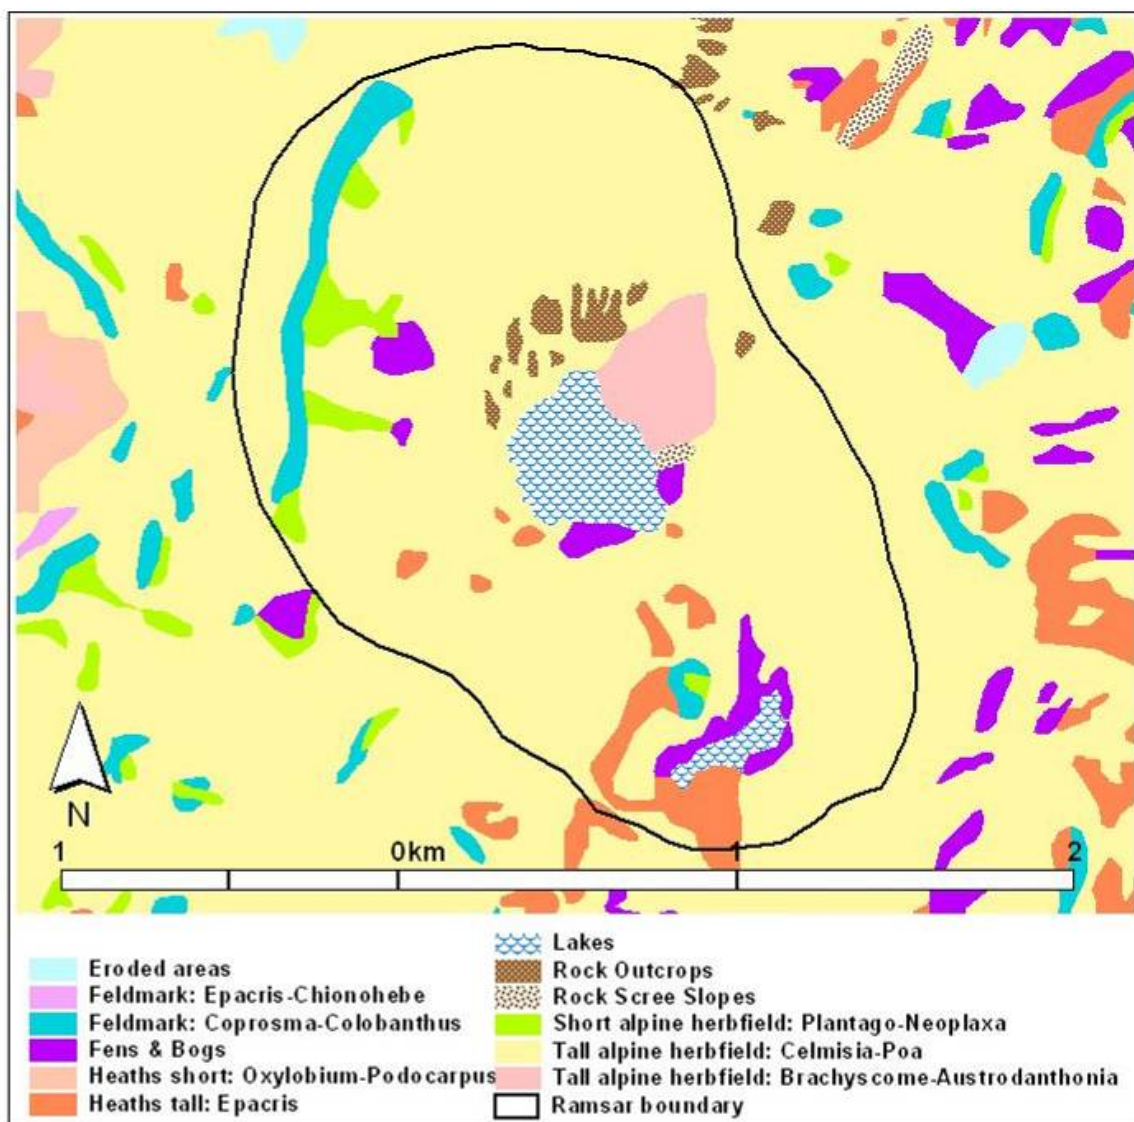 N
1 0km 1 2
Eroded areas
Feldmark: Epacris-Chionohebe
Feldmark: Coprosma-Colobanthus
Fens & Bogs
Heaths short: Oxylobium-Podocarpus
Heaths tall: Epacris
Lakes
Rock Outcrops
Rock Scree Slopes
Short alpine herbfield: Plantago-Neoplaxa
Tall alpine herbfield: Celmisia-Poa
Tall alpine herbfield: Brachyscome-Austrodanthonia
Ramsar boundary